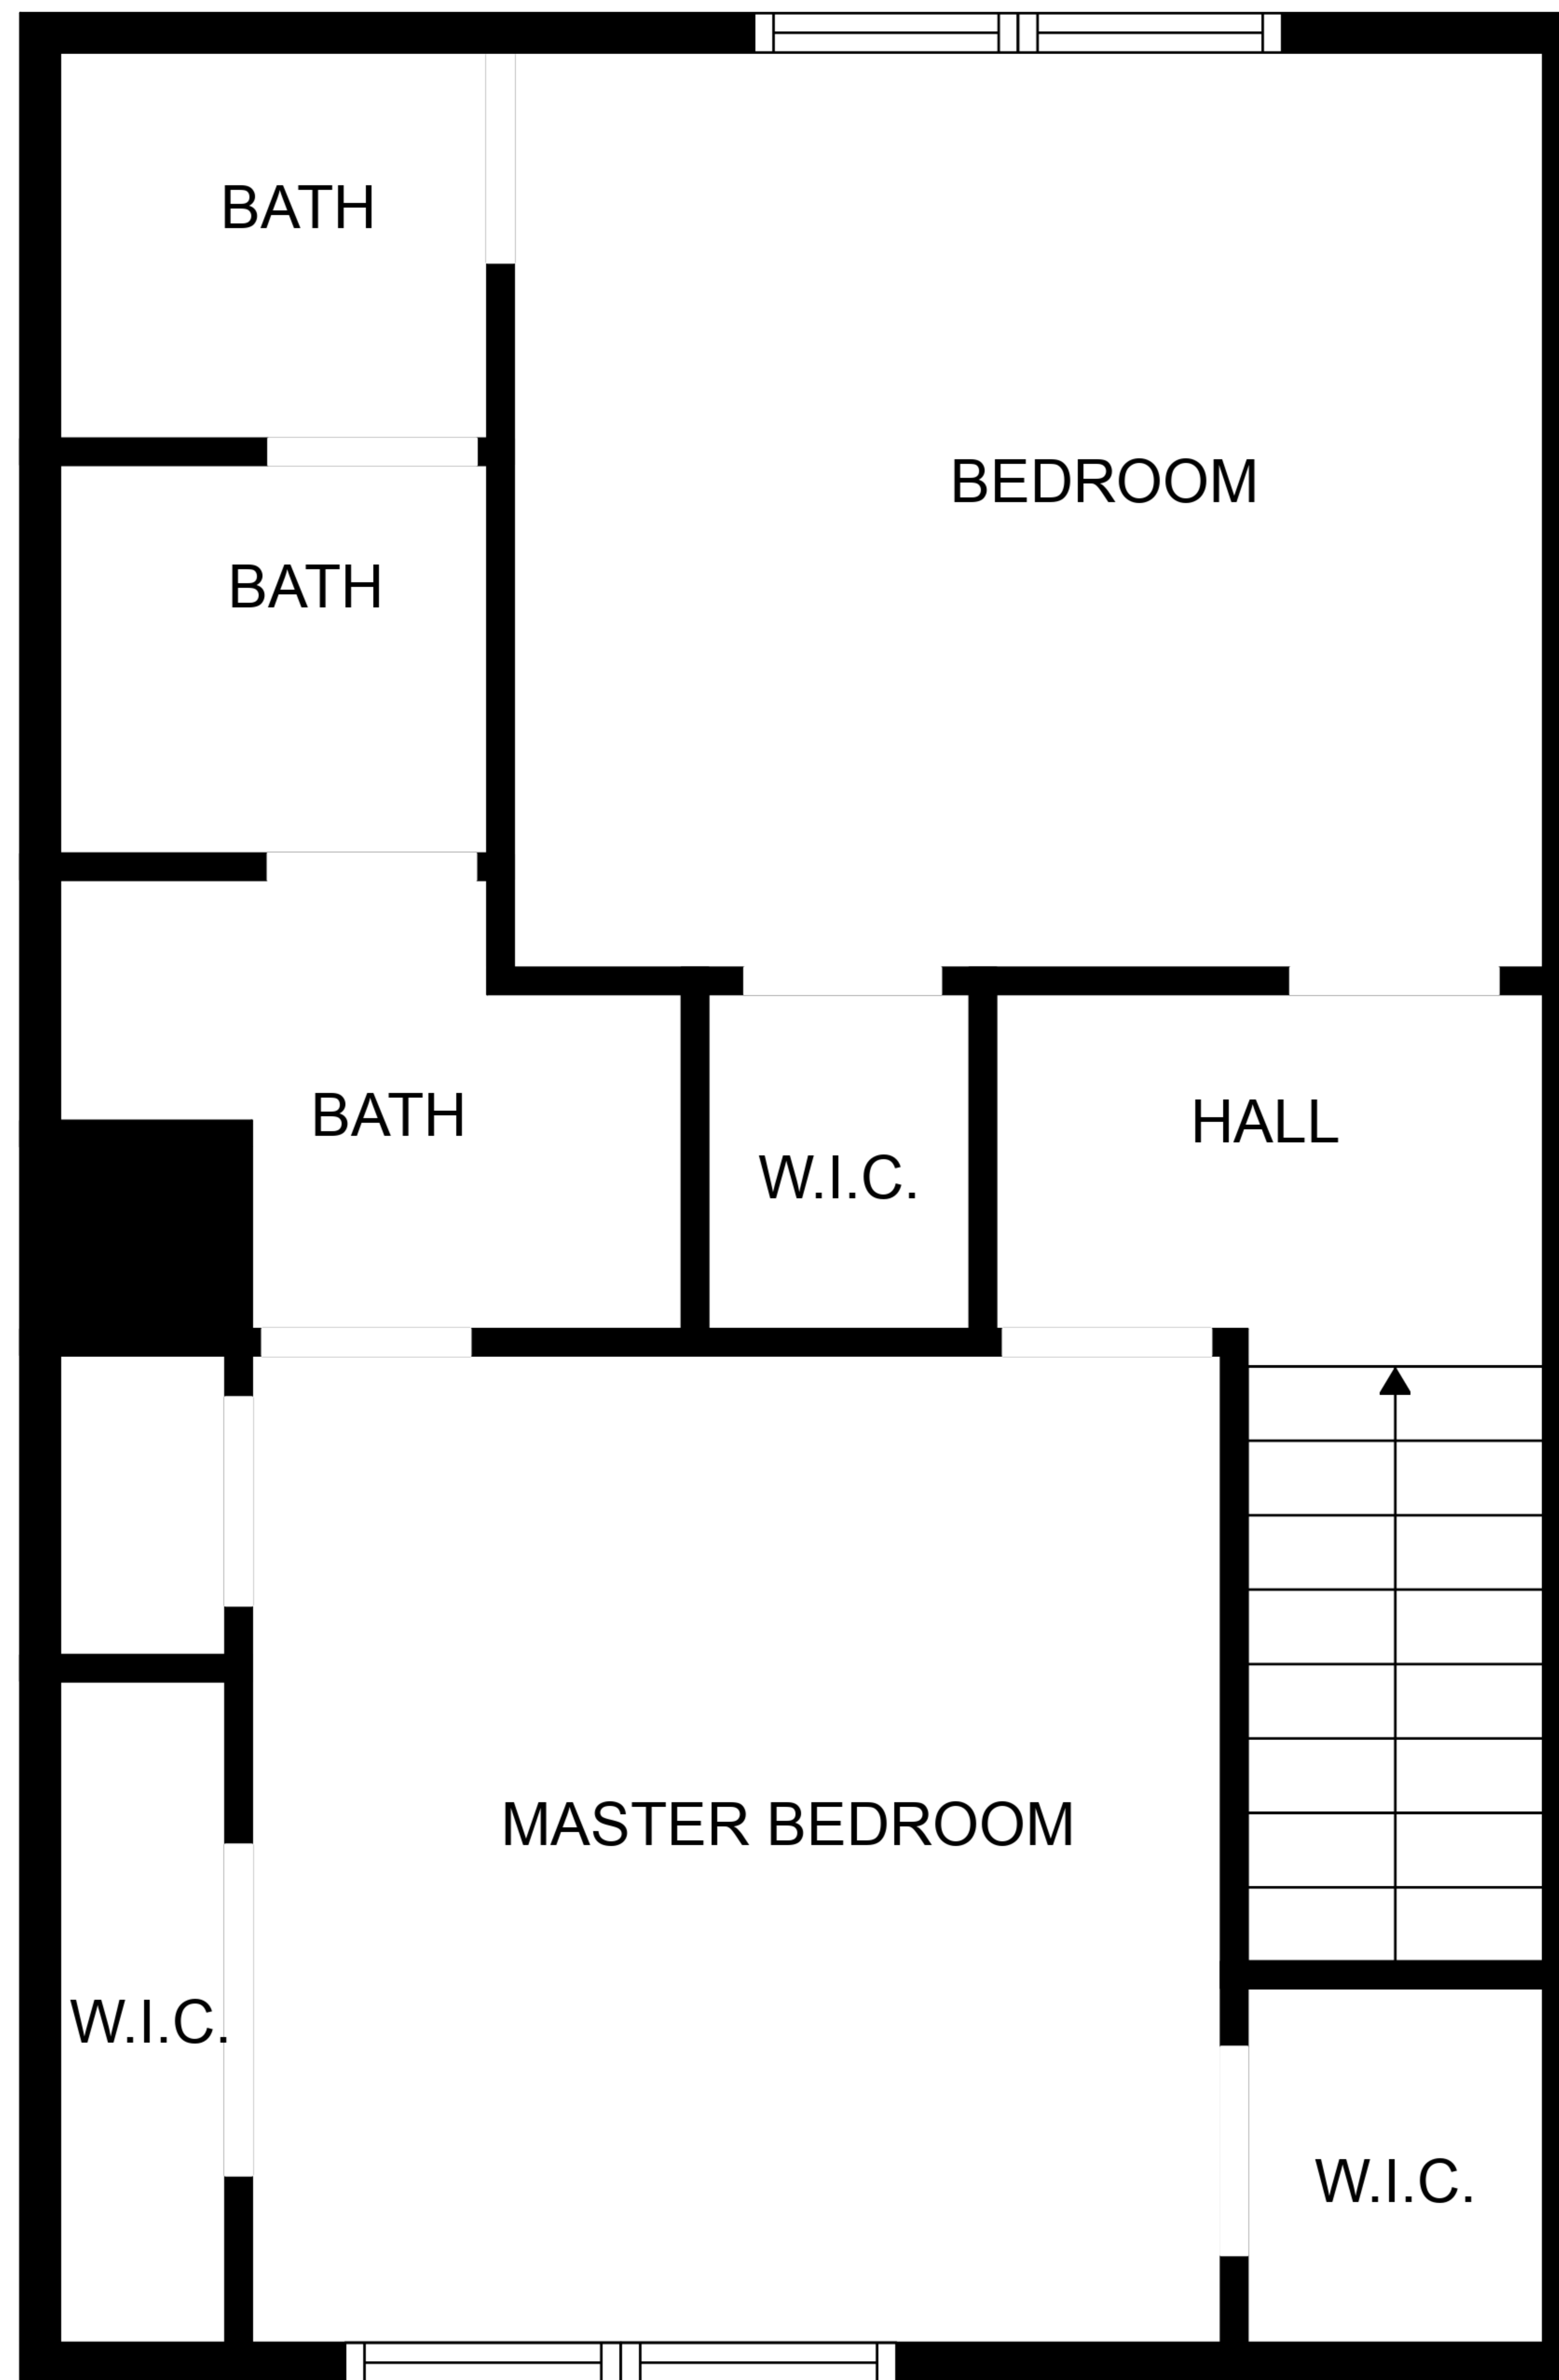 BATH
BEDROOM
BATH
BATH
HALL
W.I.C.
MASTER BEDROOM
W.I.C.
W.I.C.